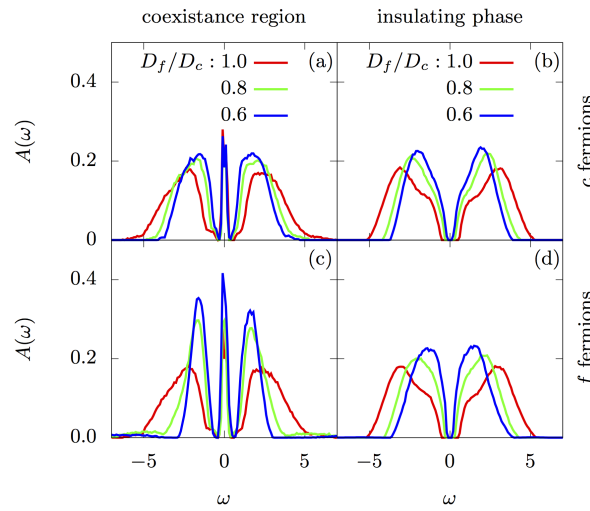 coexistance region insulating phase
D_f/D_c : 1.0 (a) D_f/D_c : 1.0 (b)
0.8 0.8
0.6 0.6
0.4
0.2
0
A(ω)
c fermions
(c) (d)
0.4
0.2
0.0
A(ω)
f fermions
−5 0 5 −5 0 5
ω ω